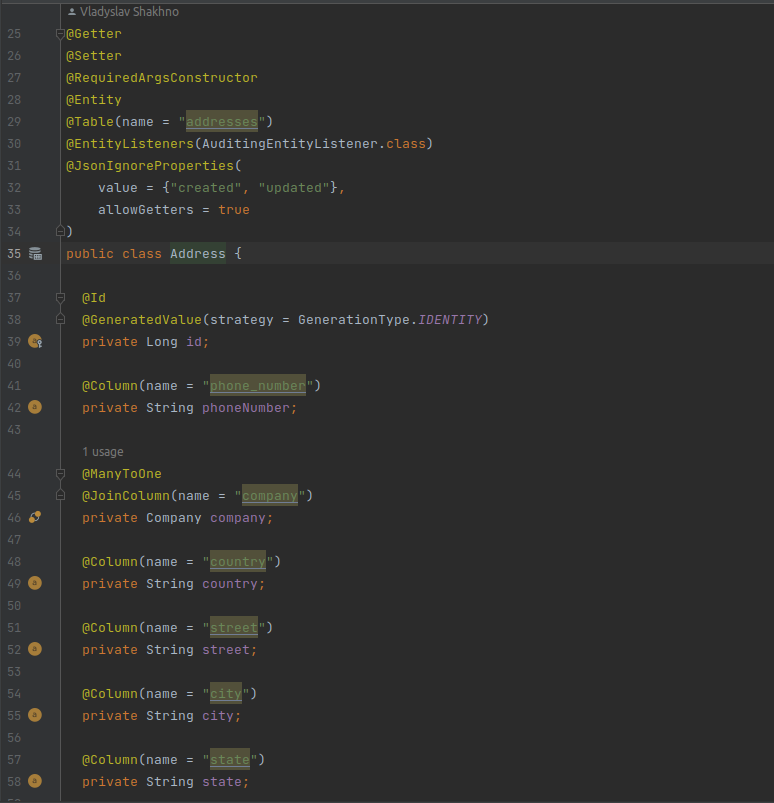 Vladyslav Shakhno
25 @Getter
26 @Setter
27 @RequiredArgsConstructor
28 @Entity
29 @Table(name = "addresses")
30 @EntityListeners(AuditingEntityListener.class)
31 @JsonIgnoreProperties(
32     value = {"created", "updated"},
33     allowGetters = true
34 )
35 public class Address {
36
37   @Id
38   @GeneratedValue(strategy = GenerationType.IDENTITY)
39   private Long id;
40
41   @Column(name = "phone_number")
42   private String phoneNumber;
43
1 usage
44   @ManyToOne
45   @JoinColumn(name = "company")
46   private Company company;
47
48   @Column(name = "country")
49   private String country;
50
51   @Column(name = "street")
52   private String street;
53
54   @Column(name = "city")
55   private String city;
56
57   @Column(name = "state")
58   private String state;